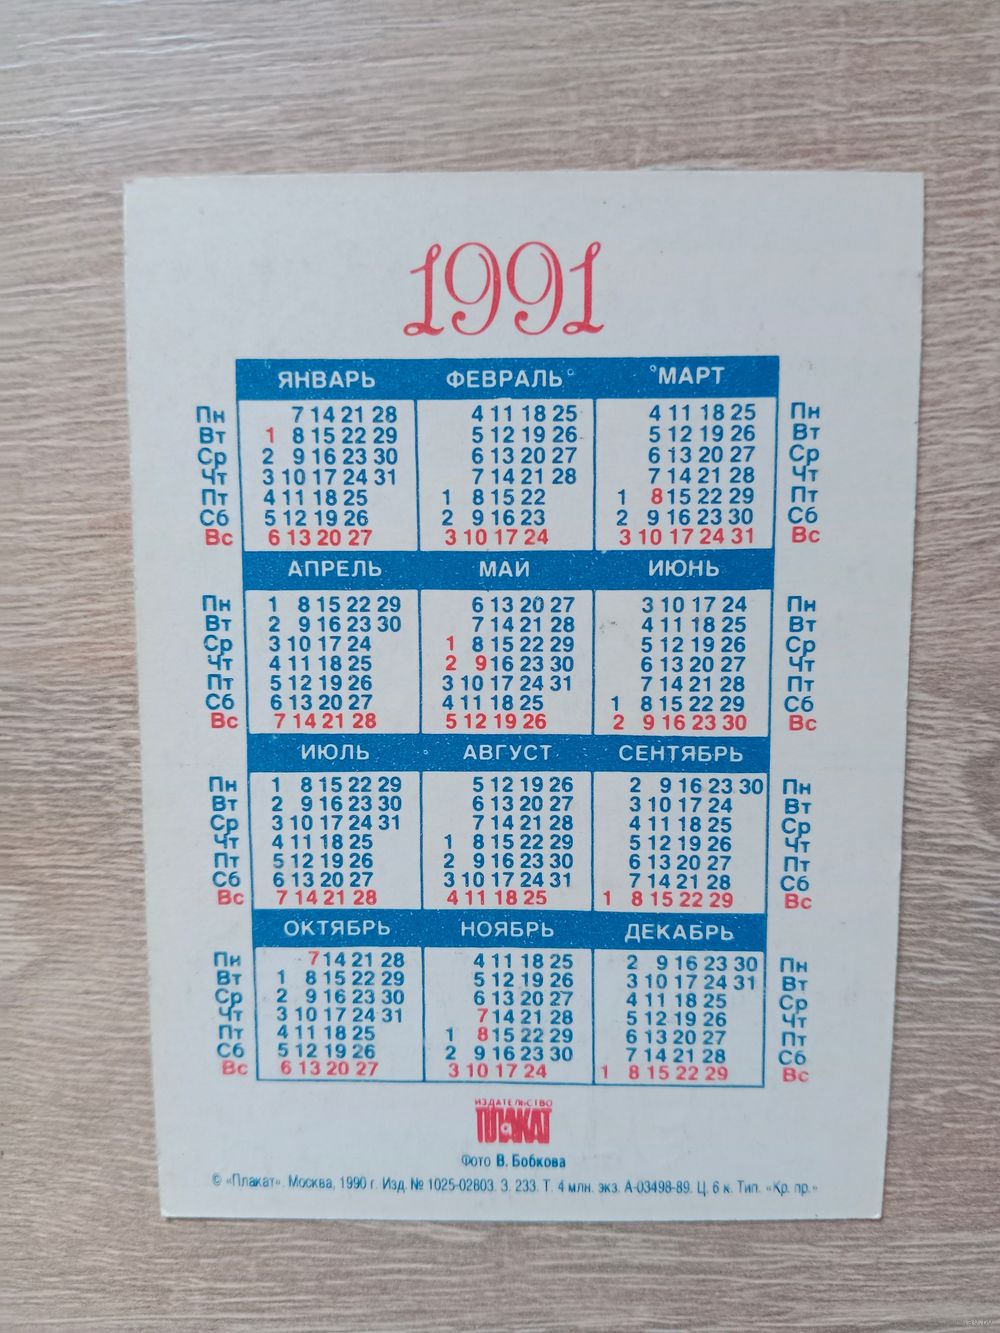 1991
ЯНВАРЬ ФЕВРАЛЬ МАРТ
Пн 7 14 21 28 4 11 18 25 4 11 18 25 Пн
Вт 1 8 15 22 29 5 12 19 26 5 12 19 26 Вт
Ср 2 9 16 23 30 6 13 20 27 6 13 20 27 Ср
Чт 3 10 17 24 31 7 14 21 28 7 14 21 28 Чт
Пт 4 11 18 25 1 8 15 22 1 8 15 22 29 Пт
Сб 5 12 19 26 2 9 16 23 2 9 16 23 30 Сб
Вс 6 13 20 27 3 10 17 24 3 10 17 24 31 Вс
АПРЕЛЬ МАЙ ИЮНЬ
Пн 1 8 15 22 29 6 13 20 27 3 10 17 24 Пн
Вт 2 9 16 23 30 7 14 21 28 4 11 18 25 Вт
Ср 3 10 17 24 1 8 15 22 29 5 12 19 26 Ср
Чт 4 11 18 25 2 9 16 23 30 6 13 20 27 Чт
Пт 5 12 19 26 3 10 17 24 31 7 14 21 28 Пт
Сб 6 13 20 27 4 11 18 25 1 8 15 22 29 Сб
Вс 7 14 21 28 5 12 19 26 2 9 16 23 30 Вс
ИЮЛЬ АВГУСТ СЕНТЯБРЬ
Пн 1 8 15 22 29 5 12 19 26 2 9 16 23 30 Пн
Вт 2 9 16 23 30 6 13 20 27 3 10 17 24 Вт
Ср 3 10 17 24 31 7 14 21 28 4 11 18 25 Ср
Чт 4 11 18 25 1 8 15 22 29 5 12 19 26 Чт
Пт 5 12 19 26 2 9 16 23 30 6 13 20 27 Пт
Сб 6 13 20 27 3 10 17 24 31 7 14 21 28 Сб
Вс 7 14 21 28 4 11 18 25 1 8 15 22 29 Вс
ОКТЯБРЬ НОЯБРЬ ДЕКАБРЬ
Пн 7 14 21 28 4 11 18 25 2 9 16 23 30 Пн
Вт 1 8 15 22 29 5 12 19 26 3 10 17 24 31 Вт
Ср 2 9 16 23 30 6 13 20 27 4 11 18 25 Ср
Чт 3 10 17 24 31 7 14 21 28 5 12 19 26 Чт
Пт 4 11 18 25 1 8 15 22 29 6 13 20 27 Пт
Сб 5 12 19 26 2 9 16 23 30 7 14 21 28 Сб
Вс 6 13 20 27 3 10 17 24 1 8 15 22 29 Вс
ИЗДАТЕЛЬСТВО
ПЛАКАТ
Фото В. Бобкова
© «Плакат». Москва, 1990 г. Изд. № 1025-02603. З. 233. Т. 4 млн. экз. А-03498-89. Ц. 6 к. Тип. «Кр. пр.»